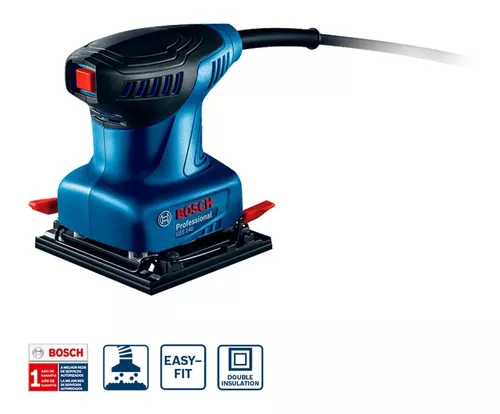 BOSCH
Professional
GSS 140
BOSCH
1 AÑO DE GARANTIA
1 ANO DE GARANTIA
A MELHOR REDE
DE SERVIÇOS
AUTORIZADOS
LA MEJOR RED
DE SERVICIOS
AUTORIZADOS
EASY-
FIT
DOUBLE
INSULATION